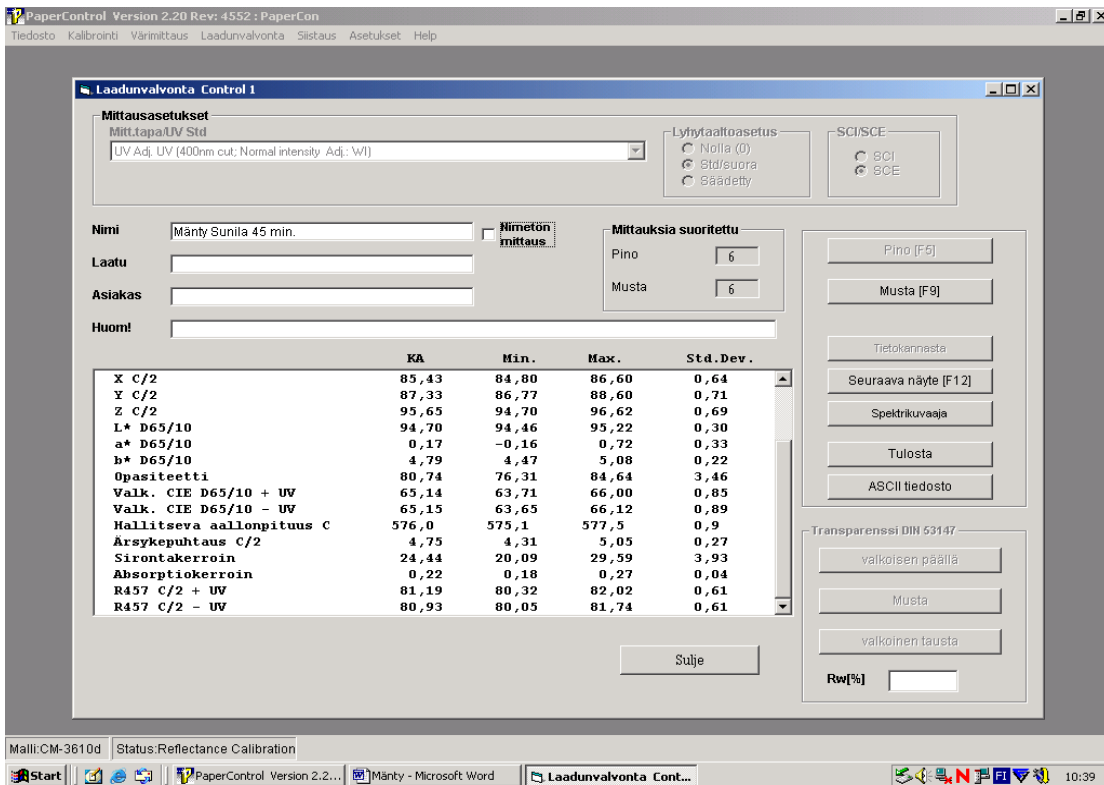 PaperControl Version 2.20 Rev: 4552 : PaperCon
Tiedosto Kalibrointi Värimittaus Laadunvalvonta Siistaus Asetukset Help
Laadunvalvonta Control 1
Mittausasetukset
Mitt.tapa/UV Std
UV Adj. UV (400nm cut; Normal intensity Adj.: WI)
Lyhytaaltoasetus
Nolla (0)
Std/suora
Säädetty
SCI/SCE
SCI
SCE
Nimi Mänty Sunila 45 min.
Nimetön
mittaus
Laatu
Asiakas
Huom!
Mittauksia suoritettu
Pino 6
Musta 6
Pino [F5]
Musta [F9]
Tietokannasta
Seuraava näyte [F12]
Spektrikuvaaja
Tulosta
ASCII tiedosto
KA Min. Max. Std.Dev.
X C/2 85,43 84,80 86,60 0,64
Y C/2 87,33 86,77 88,60 0,71
Z C/2 95,65 94,70 96,62 0,69
L* D65/10 94,70 94,46 95,22 0,30
a* D65/10 0,17 -0,16 0,72 0,33
b* D65/10 4,79 4,47 5,08 0,22
Opasiteetti 80,74 76,31 84,64 3,46
Valk. CIE D65/10 + UV 65,14 63,71 66,00 0,85
Valk. CIE D65/10 - UV 65,15 63,65 66,12 0,89
Hallitseva aallonpituus C 576,0 575,1 577,5 0,9
Ärsykepuhtaus C/2 4,75 4,31 5,05 0,27
Sirontakerroin 24,44 20,09 29,59 3,93
Absorptiokerroin 0,22 0,18 0,27 0,04
R457 C/2 + UV 81,19 80,32 82,02 0,61
R457 C/2 - UV 80,93 80,05 81,74 0,61
Transparenssi DIN 53147
valkoisen päällä
Musta
valkoinen tausta
Rw[%]
Sulje
Malli:CM-3610d Status:Reflectance Calibration
Start PaperControl Version 2.2... Mänty - Microsoft Word Laadunvalvonta Cont... N FI 10:39